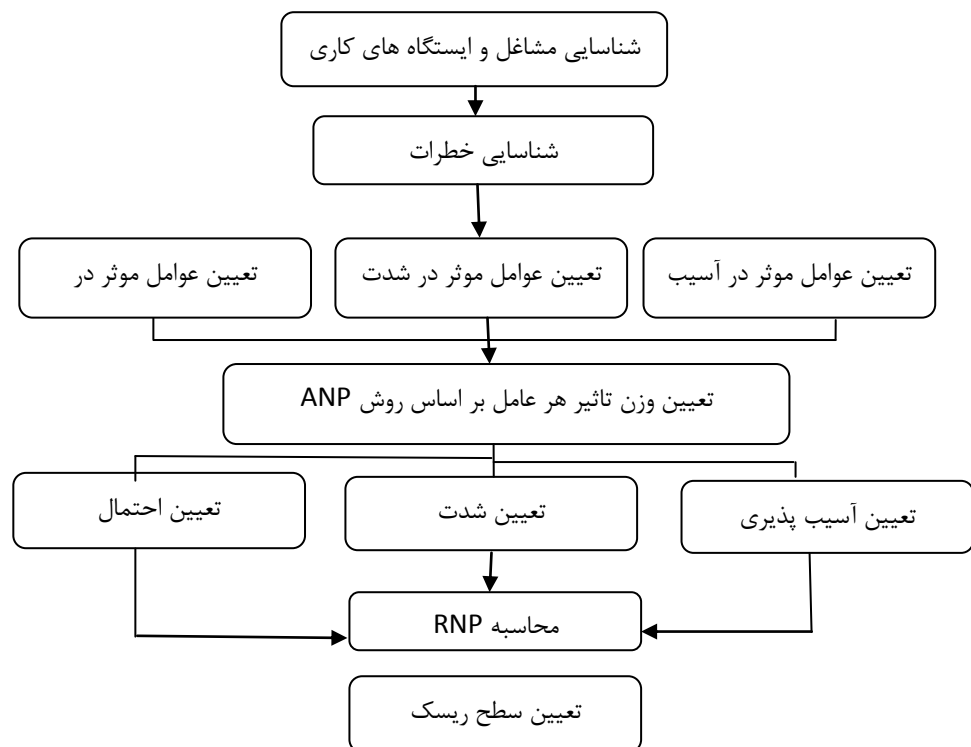 شناسایی مشاغل و ایستگاه های کاری
شناسایی خطرات
تعیین عوامل موثر در آسیب
تعیین عوامل موثر در شدت
تعیین عوامل موثر در
تعیین وزن تاثیر هر عامل بر اساس روش ANP
تعیین آسیب پذیری
تعیین شدت
تعیین احتمال
محاسبه RNP
تعیین سطح ریسک